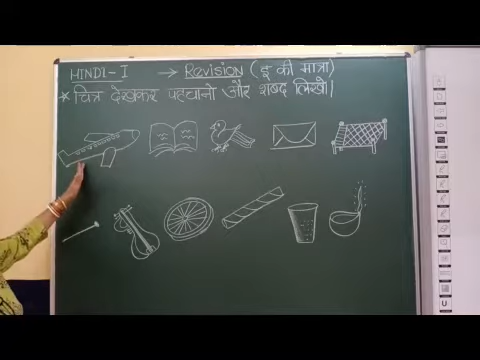 HINDI-I → Revision (इ की मात्रा)
★ चित्र देखकर पहचानो और शब्द लिखो।